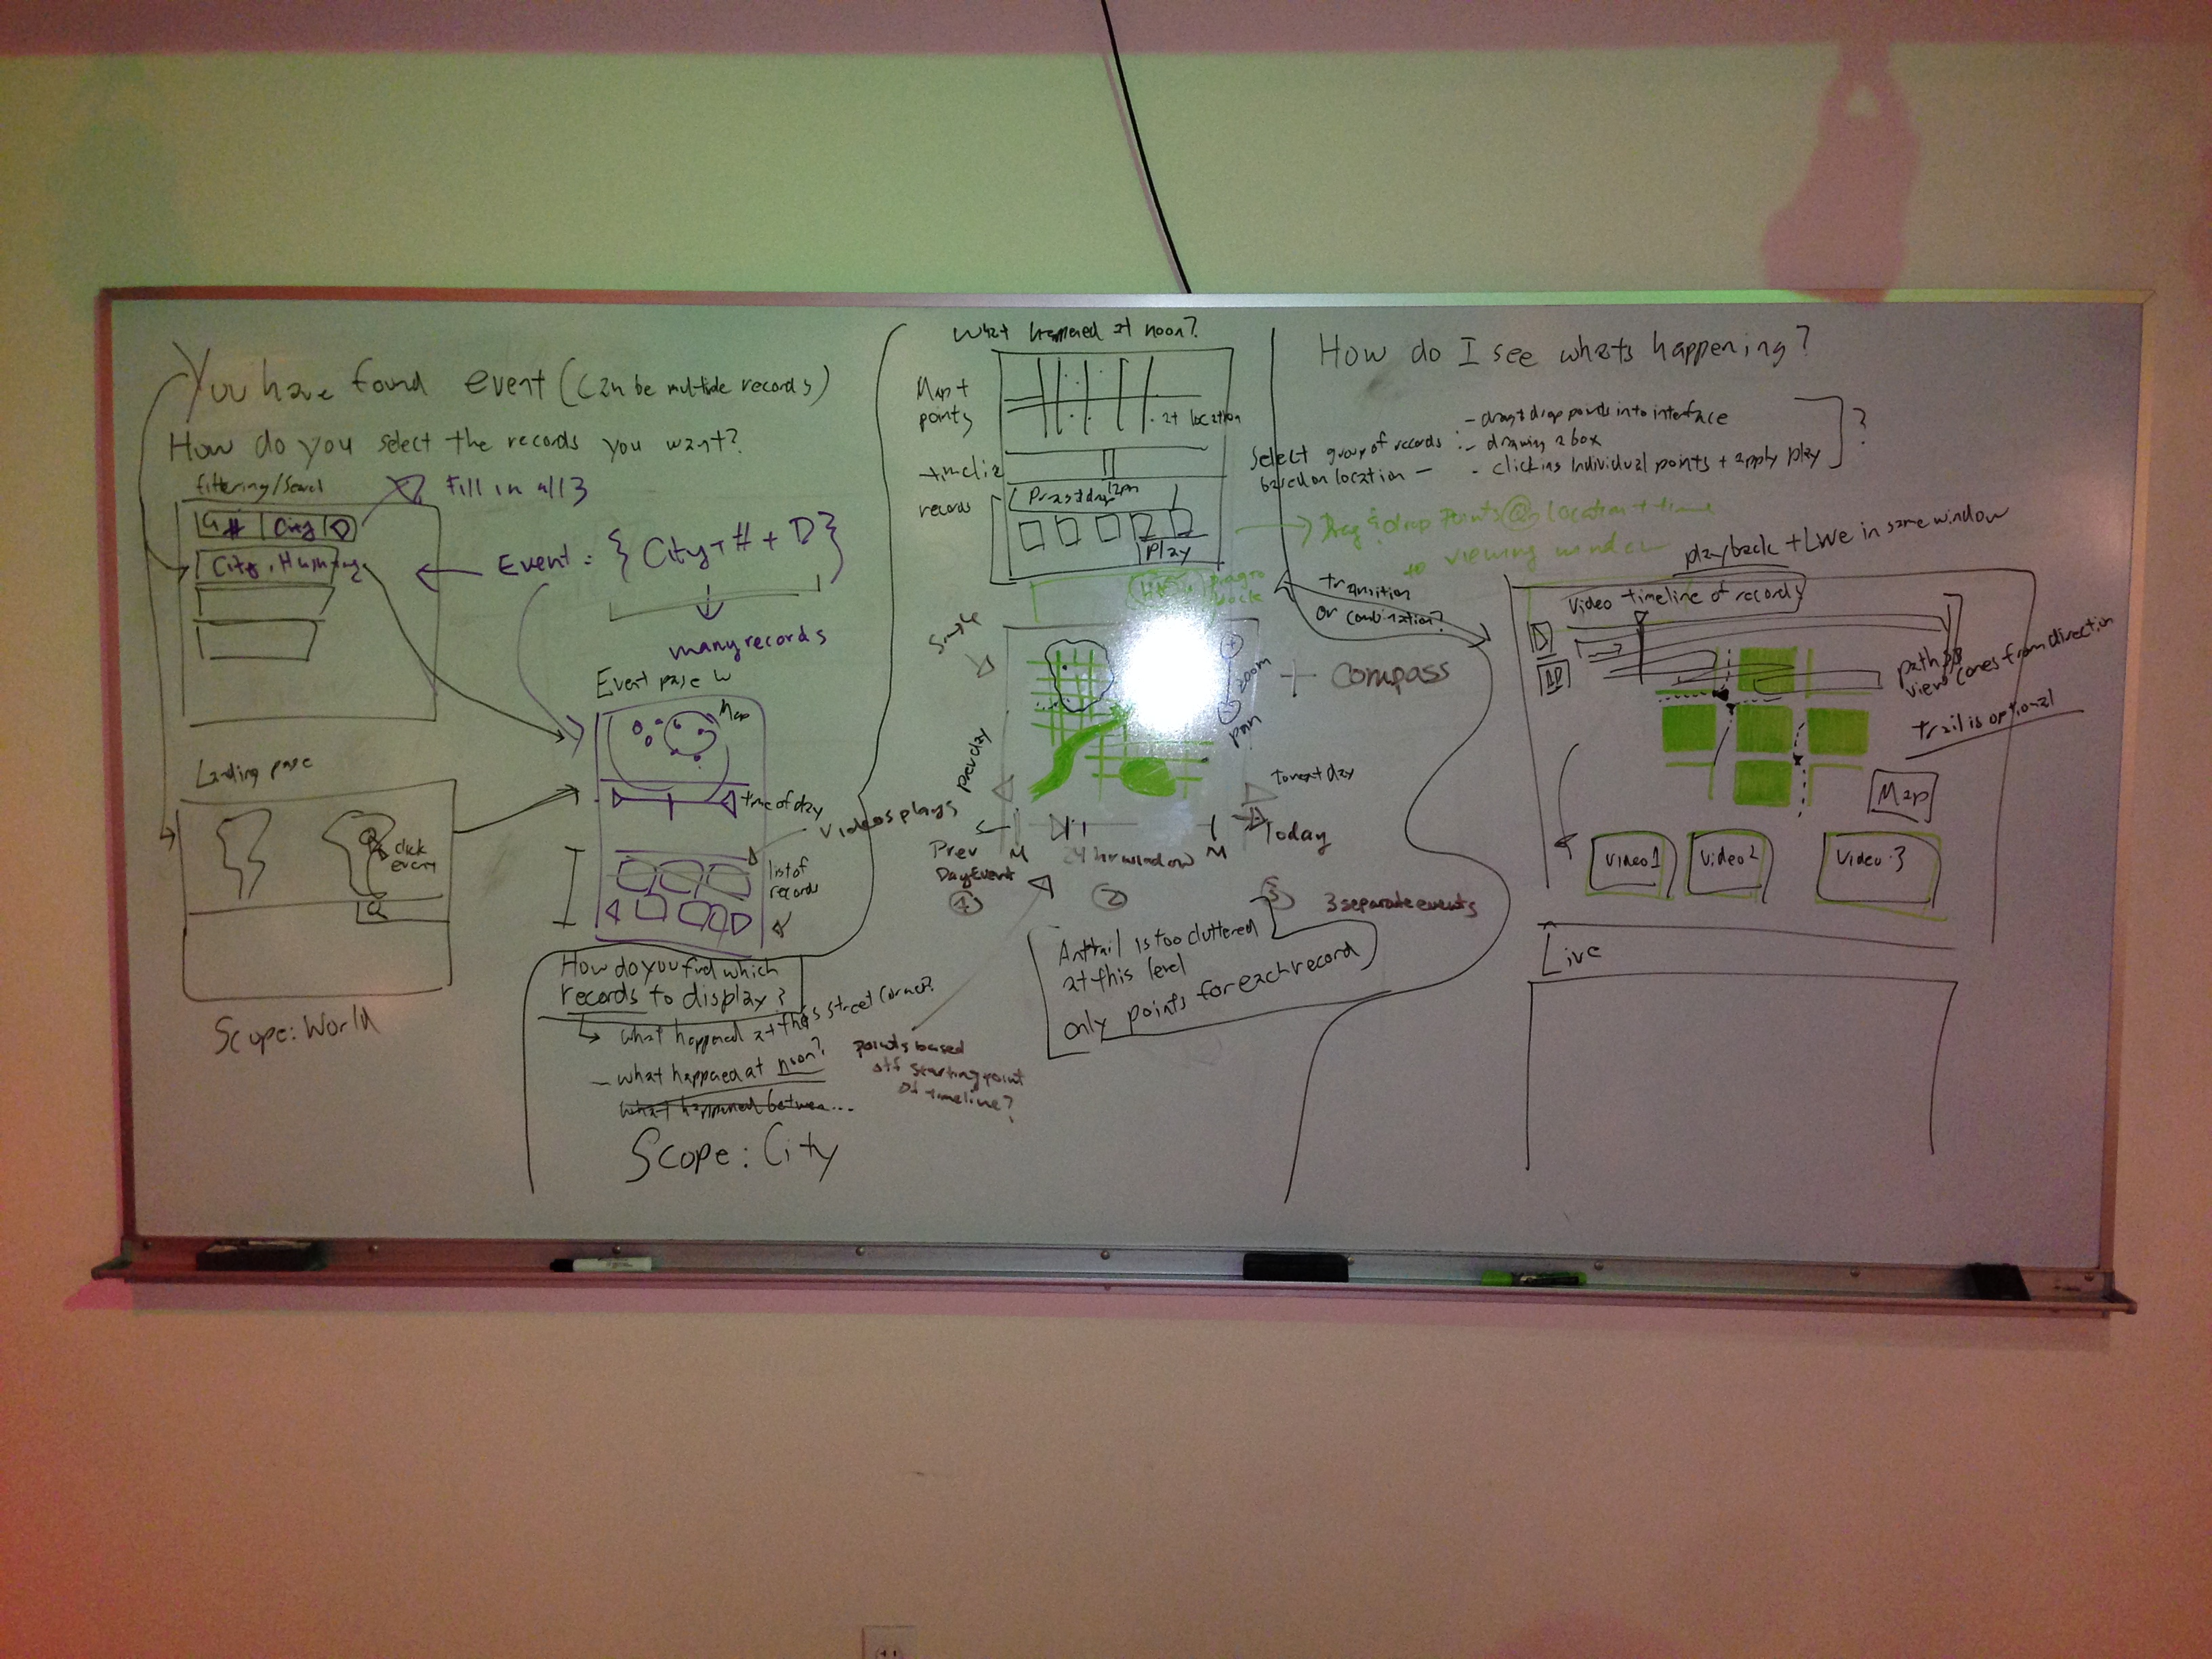 You have found event (can be multiple records)
How do you select the records you want?
filtering/Search
Fill in all 3
# City D
City, Hashtag
Event = { City + # + D }
many records
Landing page
click event
Scope: World
Event page w
Map
time of day
Videos plays
list of records
How do you find which
records to display?
What happened at this street corner?
- what happened at noon?
what happened between...
Scope: City
What happened at noon?
Map +
points
at location
timeline
12pm
records
Play
Simple
zoom
pan
+ Compass
Prev day
To next day
Prev
Day Event
M
24 hr window
M
Today
1
2
3
3 separate events
Anttrail is too cluttered
at this level
only points for each record
points based
off starting point
of timeline?
How do I see whats happening?
Select group of records
based on location -
- drag + drop points into interface
- drawing a box
- clicking individual points + apply play
?
Drag & drop points @ location + time
to viewing window
transition
or combination?
playback + Live in same window
Video timeline of records
path
view cones from direction
trail is optional
Map
Video 1
Video 2
Video 3
Live